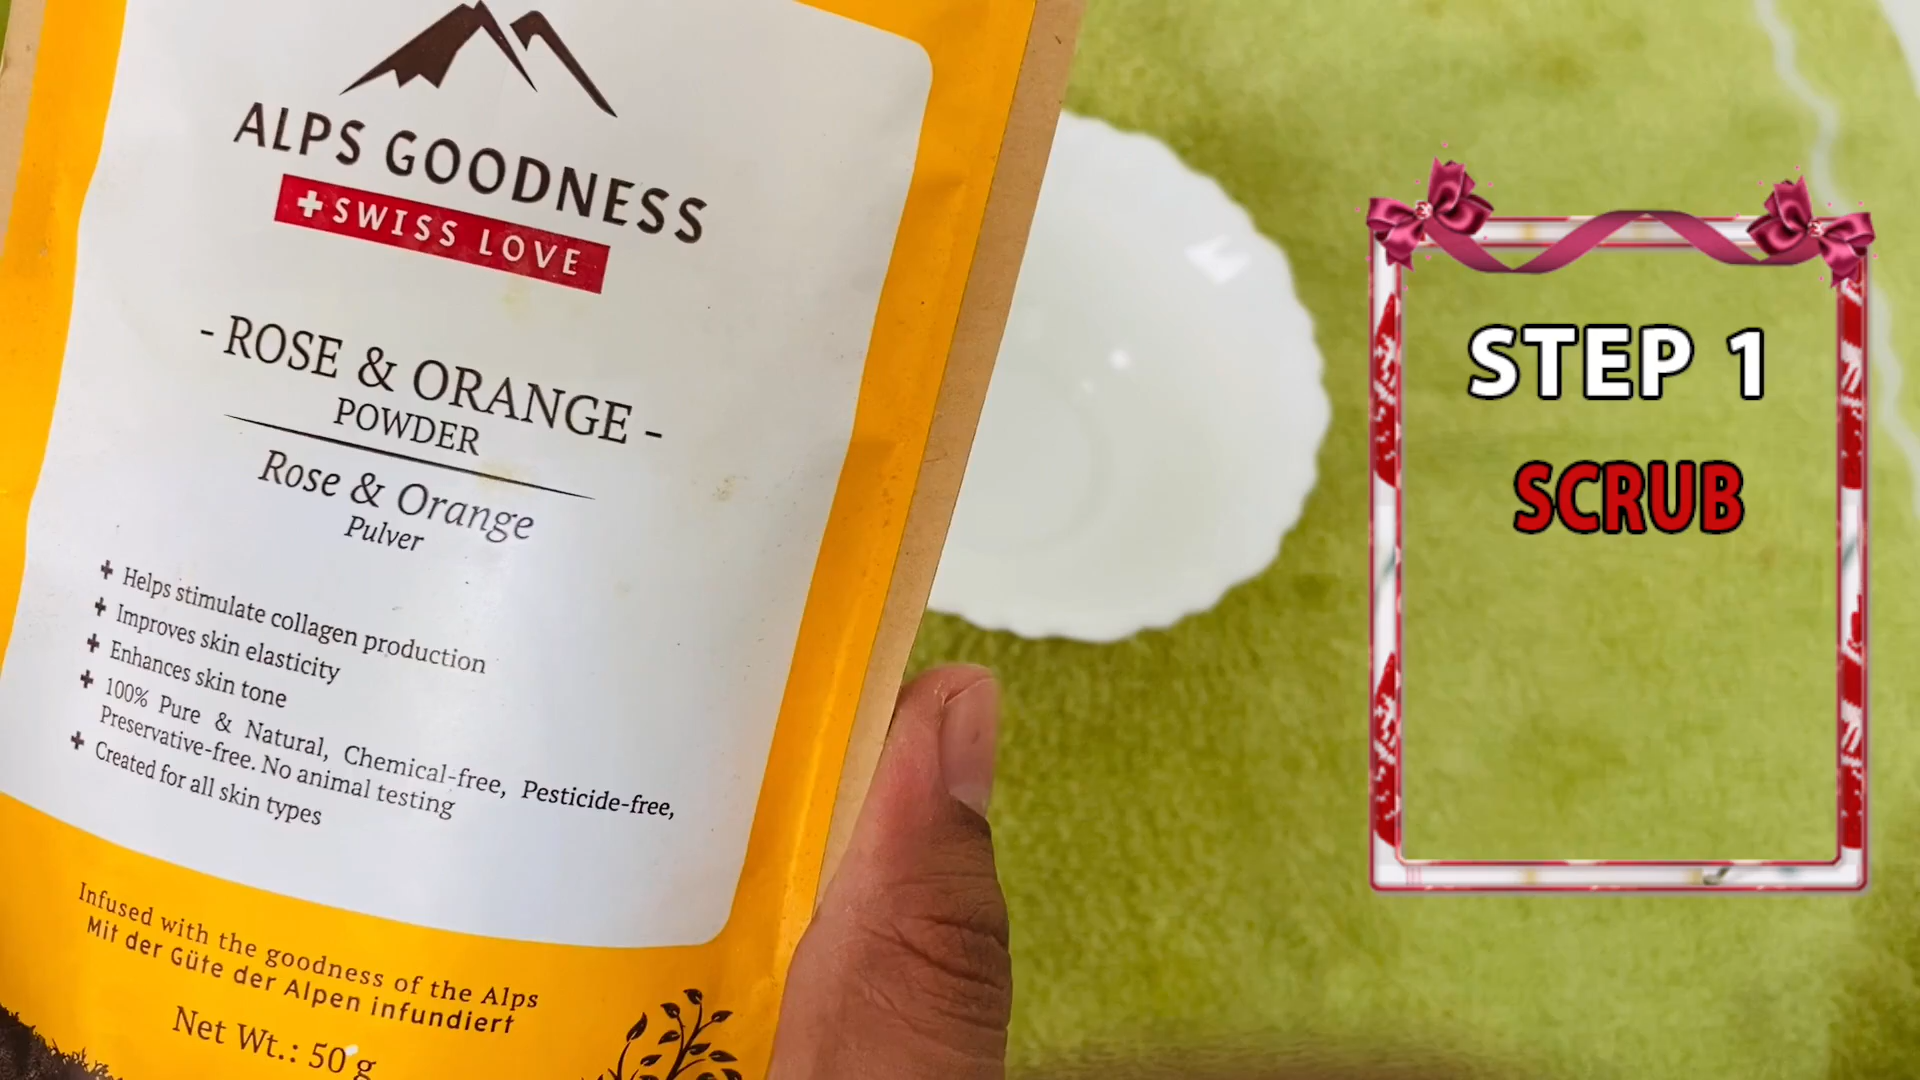 ALPS GOODNESS
+SWISS LOVE
- ROSE & ORANGE -
POWDER
Rose & Orange
Pulver
+ Helps stimulate collagen production
+ Improves skin elasticity
+ Enhances skin tone
+ 100% Pure & Natural, Chemical-free, Pesticide-free,
Preservative-free. No animal testing
+ Created for all skin types
Infused with the goodness of the Alps
Mit der Güte der Alpen infundiert
Net Wt.: 50 g
STEP 1
SCRUB